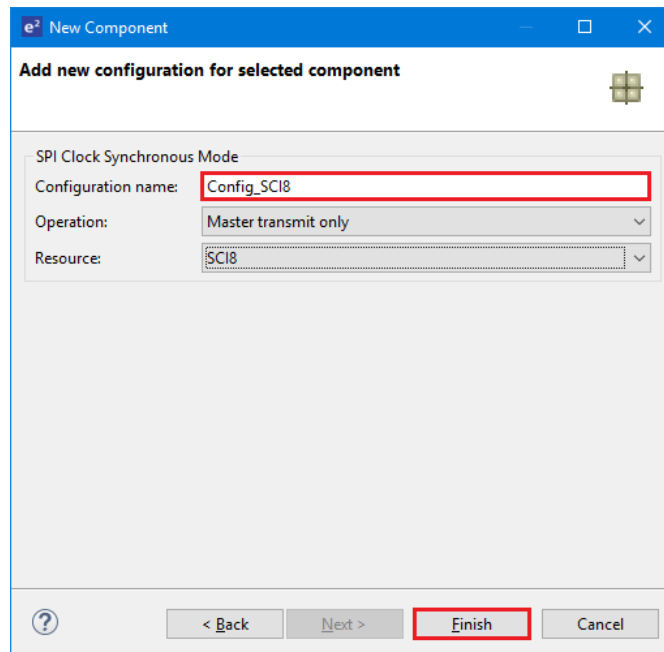 e² New Component
Add new configuration for selected component
SPI Clock Synchronous Mode
Configuration name: Config_SCI8
Operation: Master transmit only
Resource: SCI8
? < Back Next > Finish Cancel